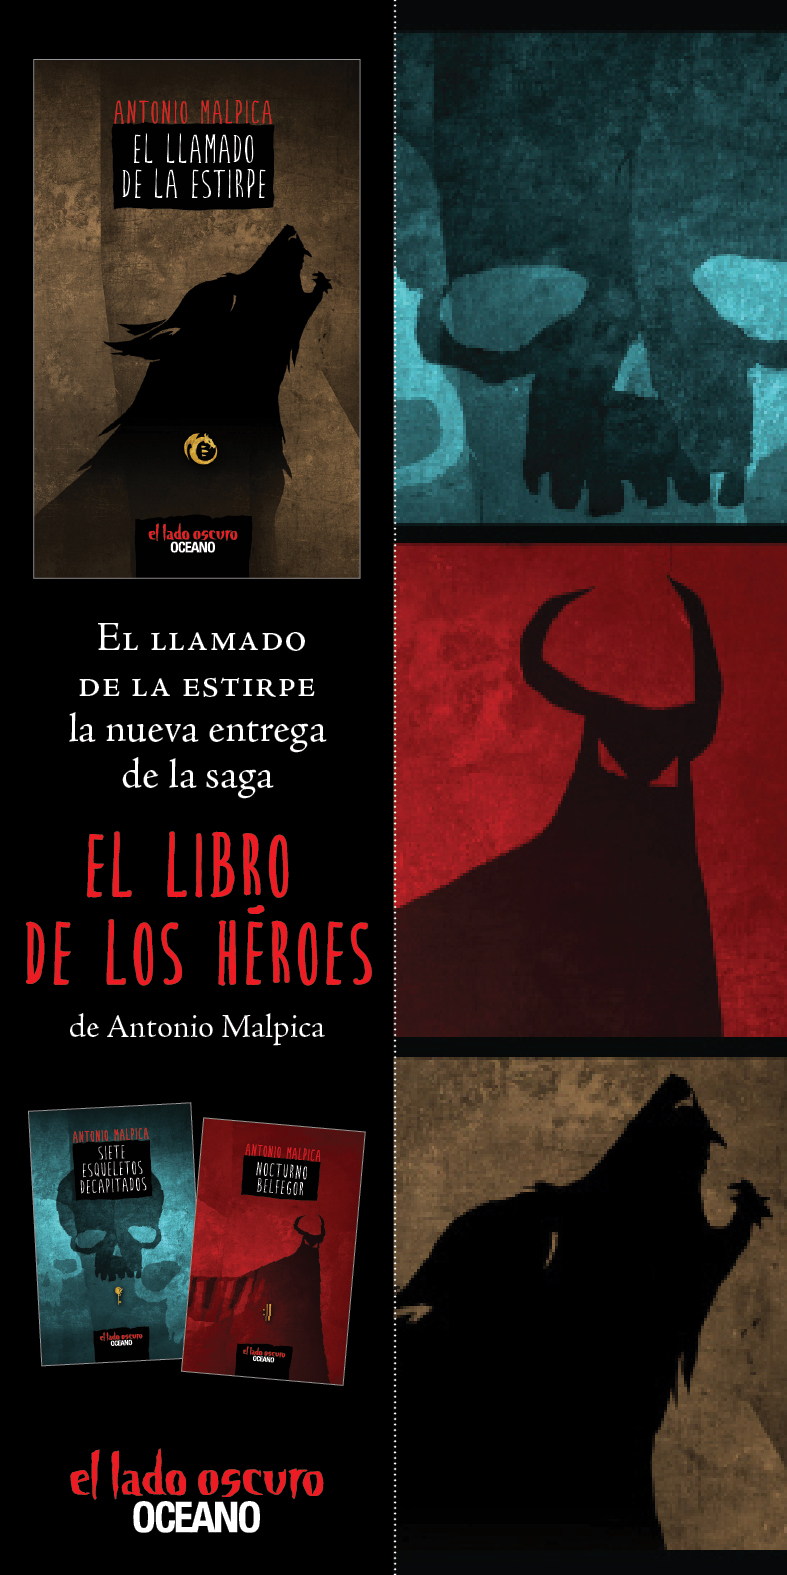 ANTONIO MALPICA
EL LLAMADO
DE LA ESTIRPE
el lado oscuro
OCEANO
El llamado
de la estirpe
la nueva entrega
de la saga
EL LIBRO
DE LOS HÉROES
de Antonio Malpica
ANTONIO MALPICA
SIETE
ESQUELETOS
DECAPITADOS
el lado oscuro
OCEANO
ANTONIO MALPICA
NOCTURNO
BELFEGOR
el lado oscuro
OCEANO
el lado oscuro
OCEANO